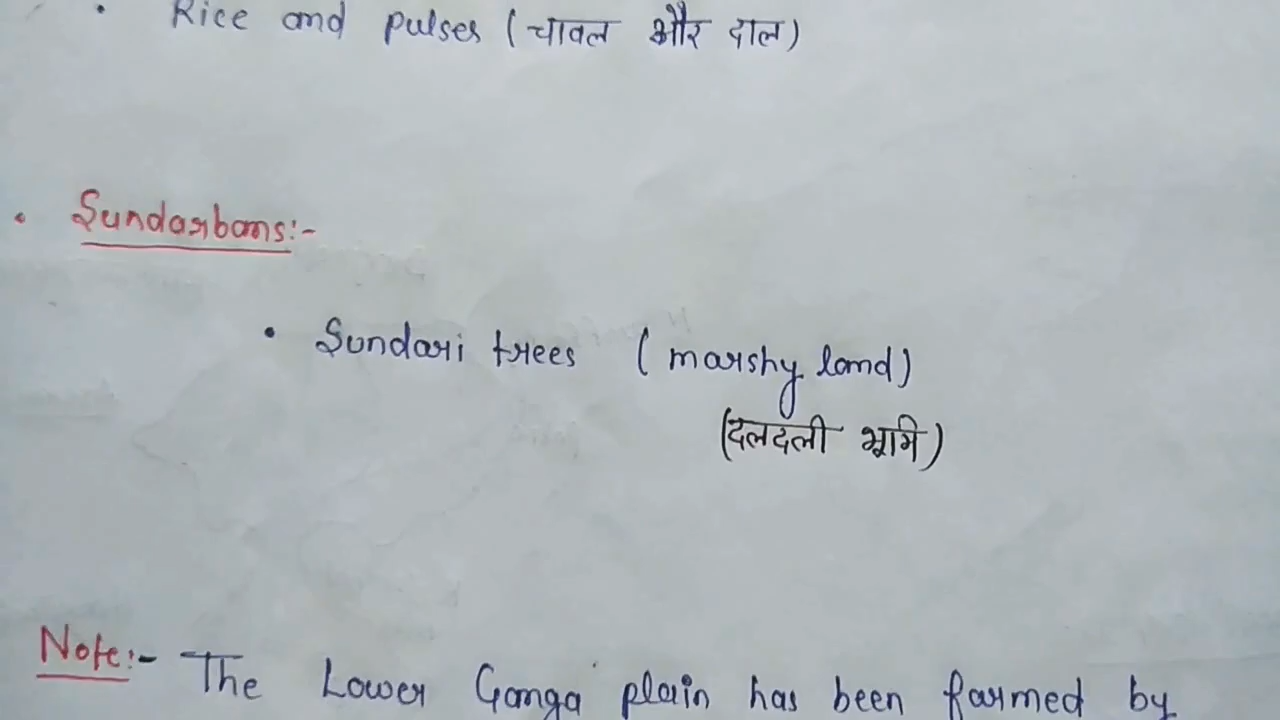 • Rice and pulses (चावल और दाल)
• Sundarbans:-
• Sundari trees (marshy land)
(दलदली भूमि)
Note:- The Lower Ganga plain has been formed by